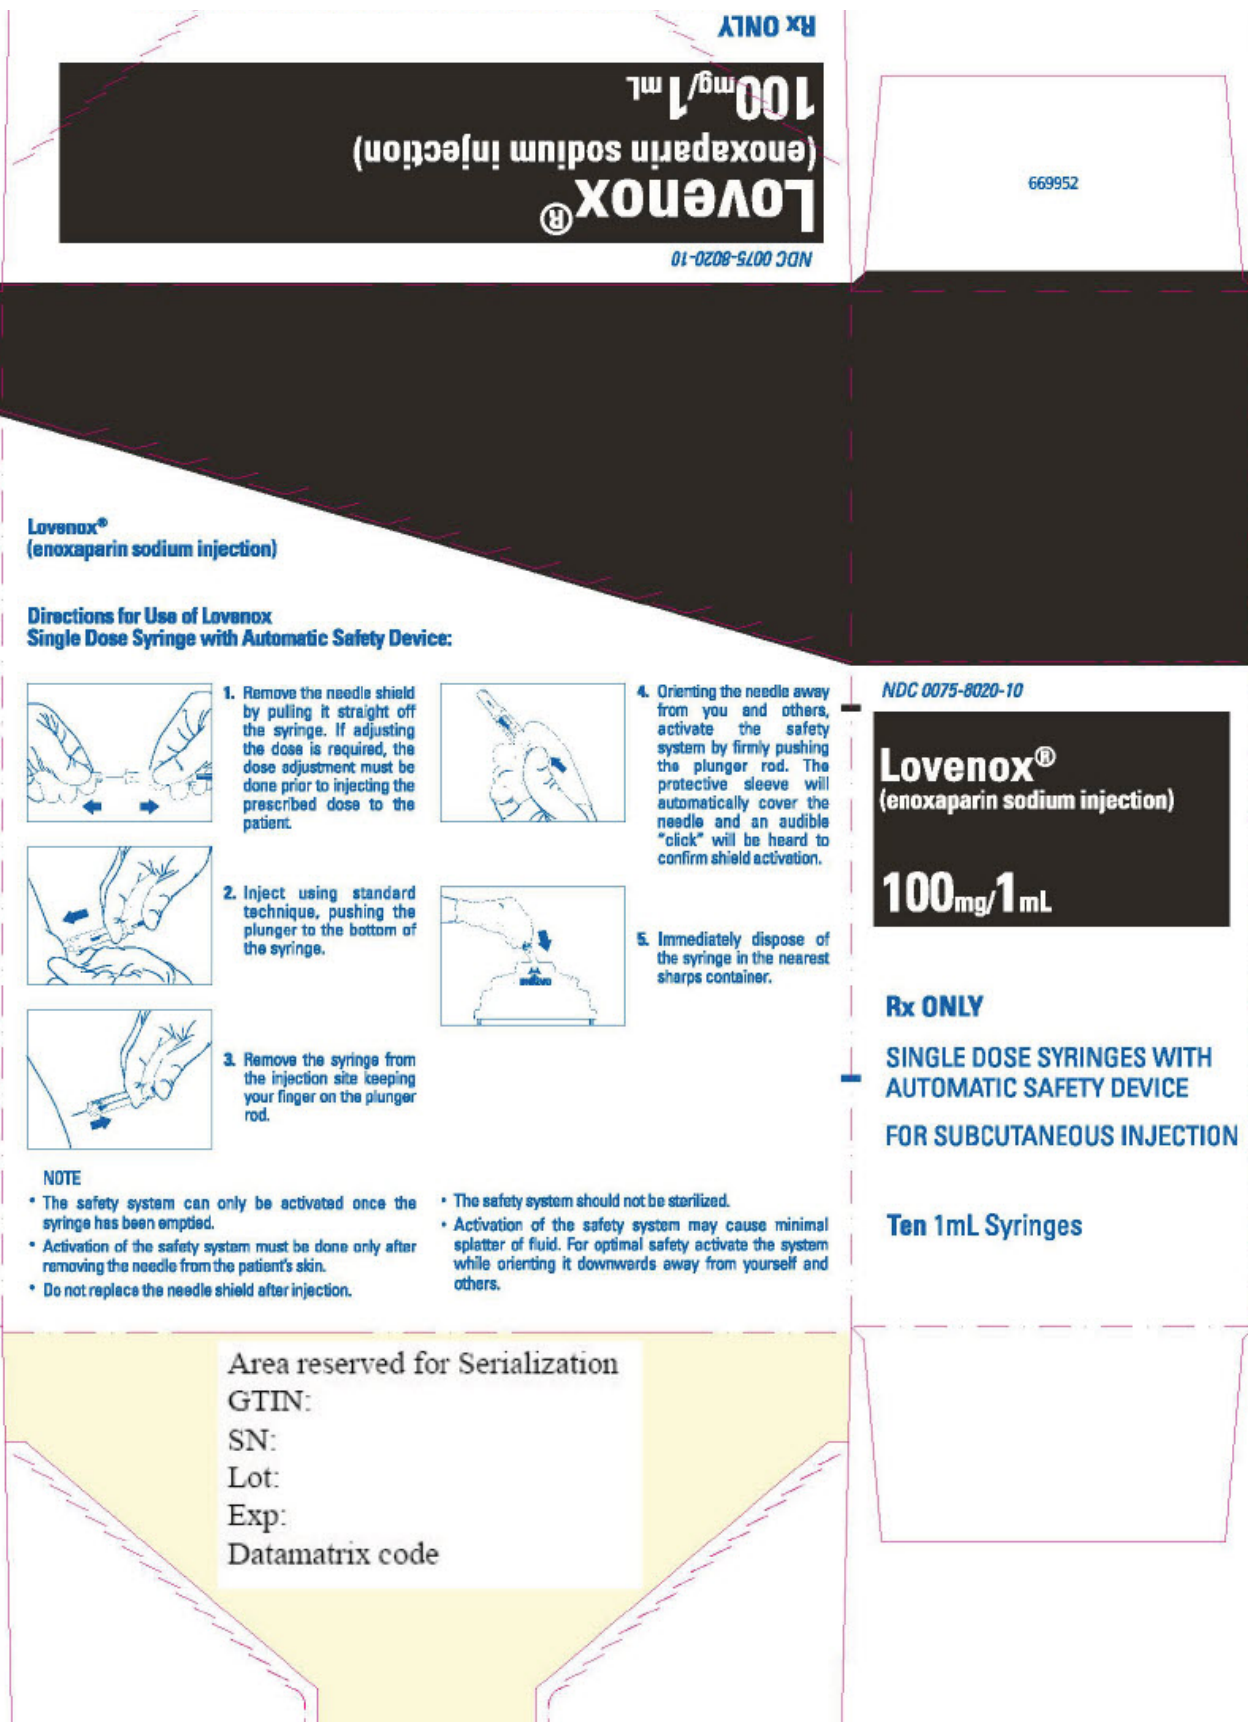 Rx ONLY
100mg/1mL
(enoxaparin sodium injection)
Lovenox®
NDC 0075-8020-10
669952
Lovenox®
(enoxaparin sodium injection)
Directions for Use of Lovenox
Single Dose Syringe with Automatic Safety Device:
1. Remove the needle shield
by pulling it straight off
the syringe. If adjusting
the dose is required, the
dose adjustment must be
done prior to injecting the
prescribed dose to the
patient.
2. Inject using standard
technique, pushing the
plunger to the bottom of
the syringe.
3. Remove the syringe from
the injection site keeping
your finger on the plunger
rod.
4. Orienting the needle away
from you and others,
activate the safety
system by firmly pushing
the plunger rod. The
protective sleeve will
automatically cover the
needle and an audible
"click" will be heard to
confirm shield activation.
5. Immediately dispose of
the syringe in the nearest
sharps container.
NOTE
• The safety system can only be activated once the
syringe has been emptied.
• Activation of the safety system must be done only after
removing the needle from the patient's skin.
• Do not replace the needle shield after injection.
• The safety system should not be sterilized.
• Activation of the safety system may cause minimal
splatter of fluid. For optimal safety activate the system
while orienting it downwards away from yourself and
others.
NDC 0075-8020-10
Lovenox®
(enoxaparin sodium injection)
100mg/1mL
Rx ONLY
SINGLE DOSE SYRINGES WITH
AUTOMATIC SAFETY DEVICE
FOR SUBCUTANEOUS INJECTION
Ten 1mL Syringes
Area reserved for Serialization
GTIN:
SN:
Lot:
Exp:
Datamatrix code